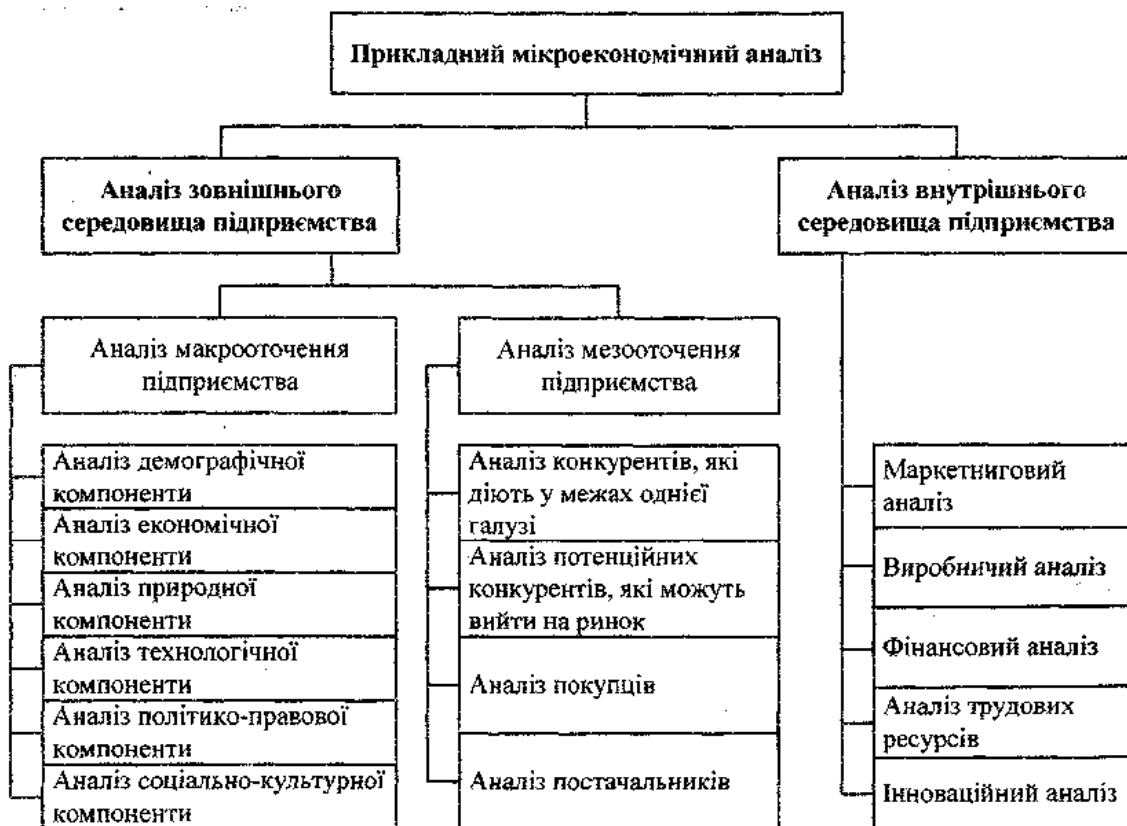 Прикладний мікроекономічний аналіз
Аналіз зовнішнього
середовища підприємства
Аналіз внутрішнього
середовища підприємства
Аналіз макрооточення
підприємства
Аналіз мезооточення
підприємства
Аналіз демографічної
компоненти
Аналіз економічної
компоненти
Аналіз природної
компоненти
Аналіз технологічної
компоненти
Аналіз політико-правової
компоненти
Аналіз соціально-культурної
компоненти
Аналіз конкурентів, які
діють у межах однієї
галузі
Аналіз потенційних
конкурентів, які можуть
вийти на ринок
Аналіз покупців
Аналіз постачальників
Маркетниговий
аналіз
Виробничий аналіз
Фінансовий аналіз
Аналіз трудових
ресурсів
Інноваційний аналіз